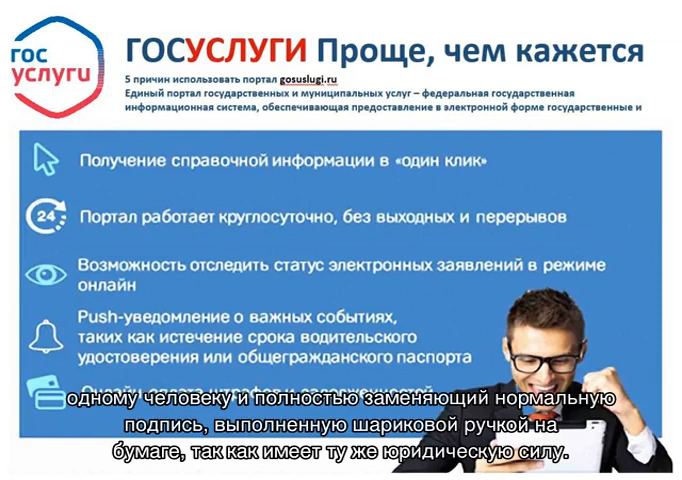 гос
услуги
ГОСУСЛУГИ Проще, чем кажется
5 причин использовать портал gosuslugi.ru
Единый портал государственных и муниципальных услуг – федеральная государственная
информационная система, обеспечивающая предоставление в электронной форме государственные и
Получение справочной информации в «один клик»
24
Портал работает круглосуточно, без выходных и перерывов
Возможность отследить статус электронных заявлений в режиме
онлайн
Push-уведомление о важных событиях,
таких как истечение срока водительского
удостоверения или общегражданского паспорта
Онлайн-оплата штрафов и задолженностей
одному человеку и полностью заменяющий нормальную
подпись, выполненную шариковой ручкой на
бумаге, так как имеет ту же юридическую силу.